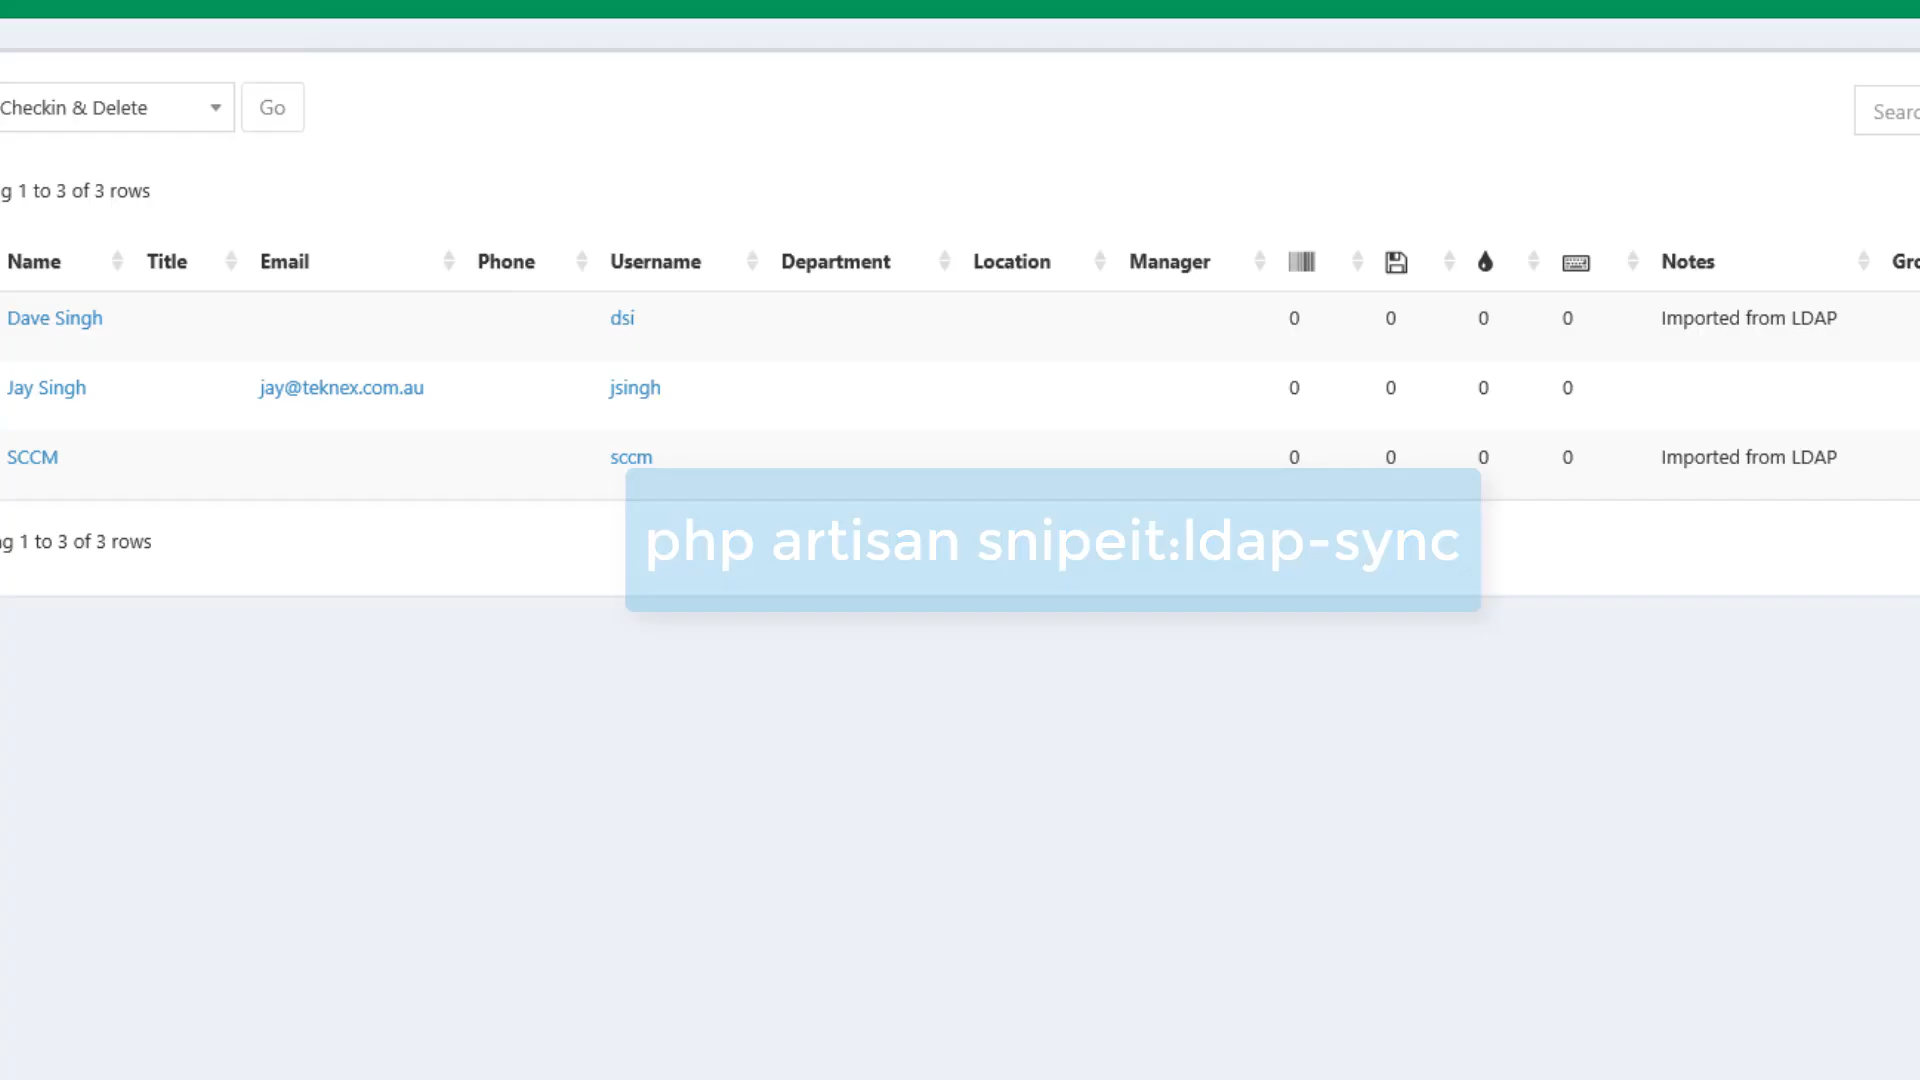 Checkin & Delete Go
Searc
g 1 to 3 of 3 rows
Name Title Email Phone Username Department Location Manager Notes Gro
Dave Singh dsi 0 0 0 0 Imported from LDAP
Jay Singh jay@teknex.com.au jsingh 0 0 0 0
SCCM sccm 0 0 0 0 Imported from LDAP
g 1 to 3 of 3 rows
php artisan snipeit:ldap-sync